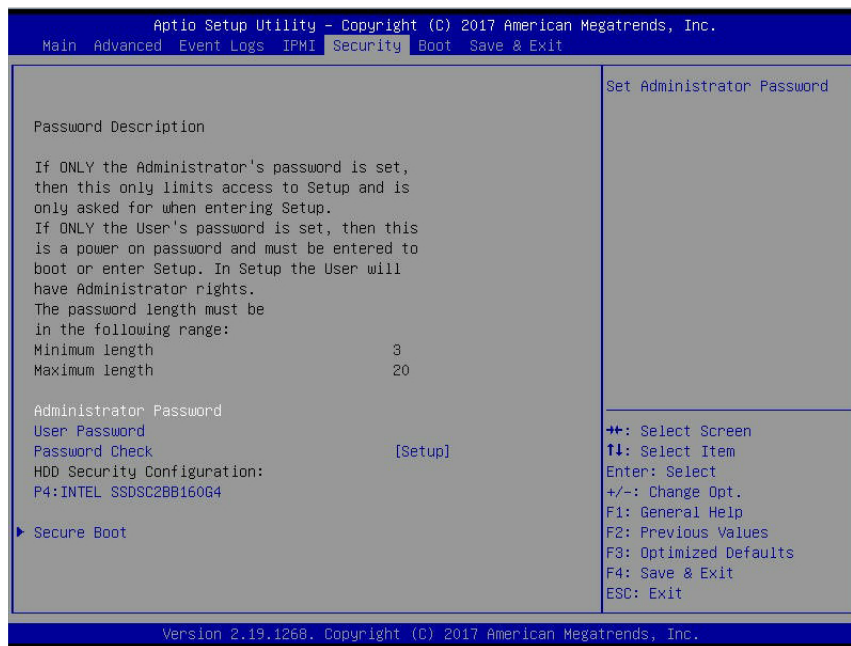 Aptio Setup Utility – Copyright (C) 2017 American Megatrends, Inc.
Main Advanced Event Logs IPMI Security Boot Save & Exit
Password Description
If ONLY the Administrator's password is set,
then this only limits access to Setup and is
only asked for when entering Setup.
If ONLY the User's password is set, then this
is a power on password and must be entered to
boot or enter Setup. In Setup the User will
have Administrator rights.
The password length must be
in the following range:
Minimum length 3
Maximum length 20
Administrator Password
User Password
Password Check [Setup]
HDD Security Configuration:
P4:INTEL SSDSC2BB160G4
Secure Boot
Set Administrator Password
→←: Select Screen
↑↓: Select Item
Enter: Select
+/-: Change Opt.
F1: General Help
F2: Previous Values
F3: Optimized Defaults
F4: Save & Exit
ESC: Exit
Version 2.19.1268. Copyright (C) 2017 American Megatrends, Inc.